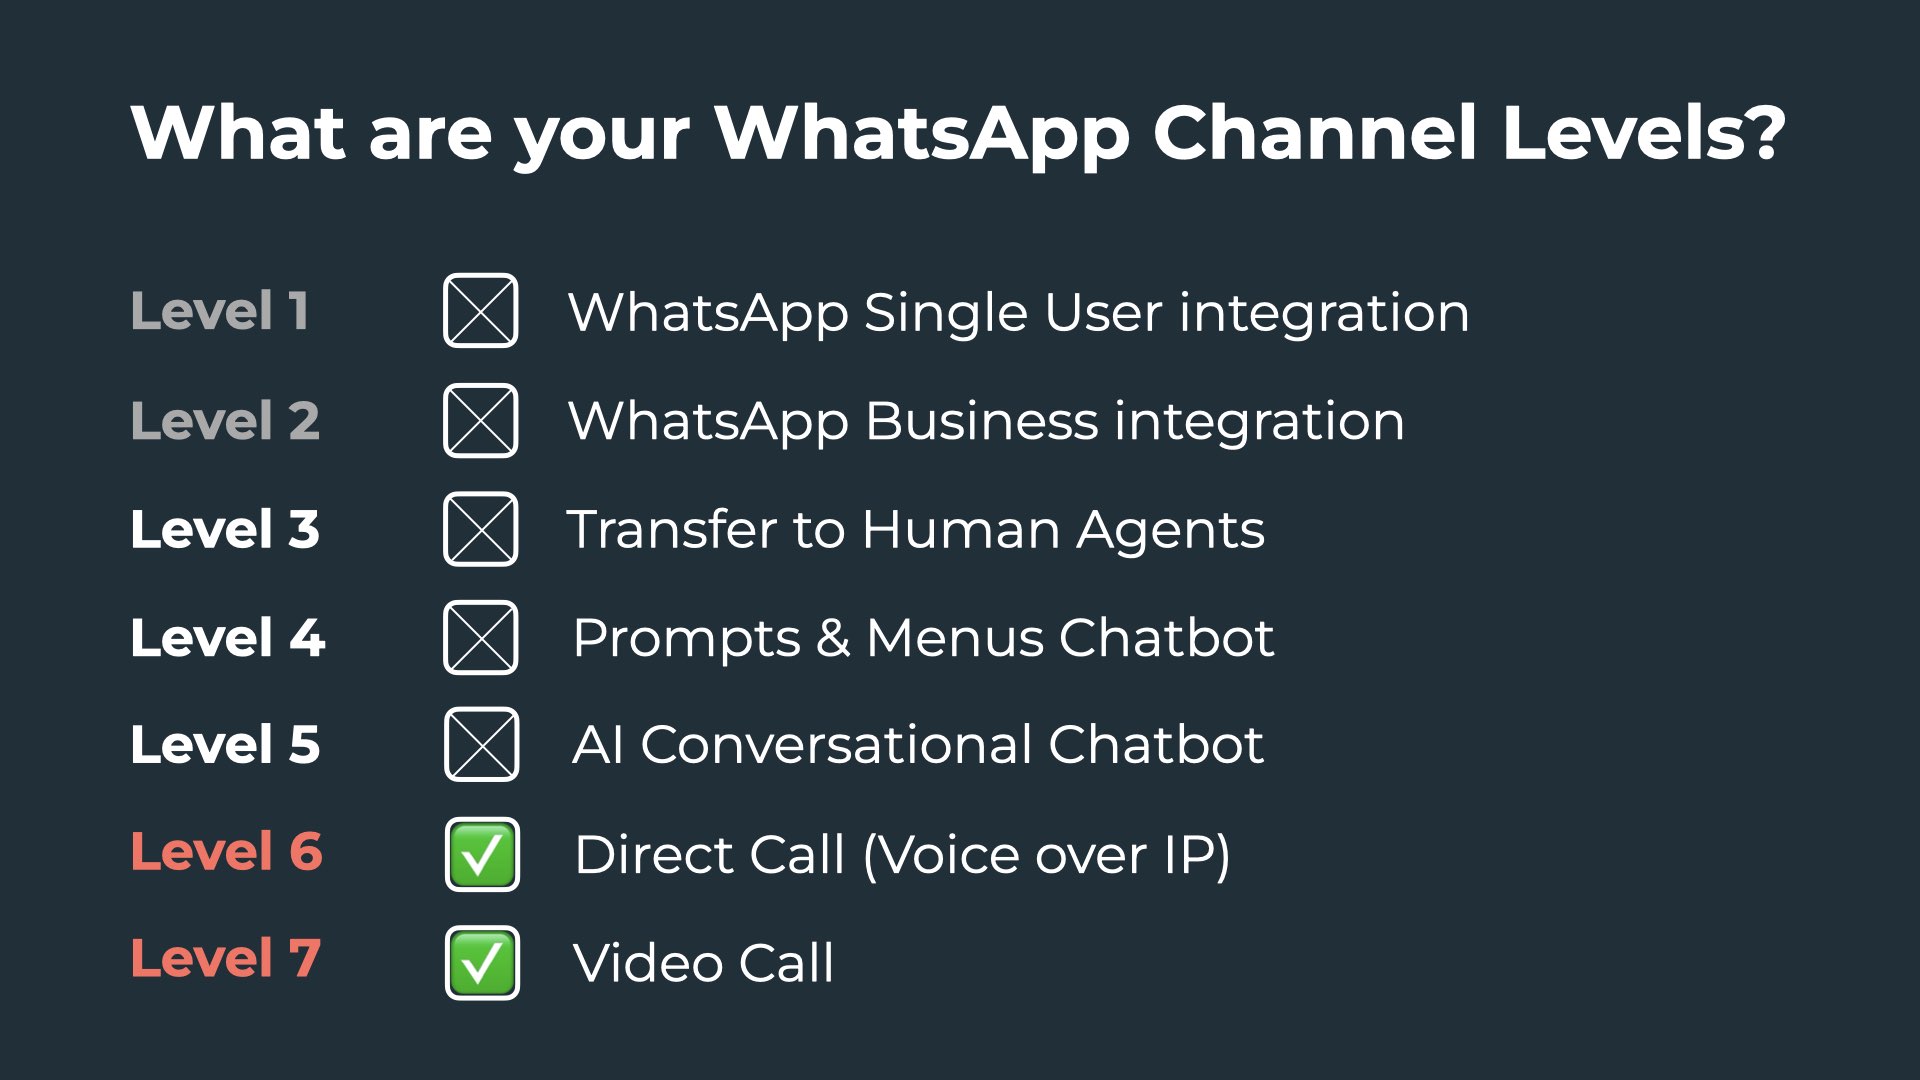 What are your WhatsApp Channel Levels?
Level 1 WhatsApp Single User integration
Level 2 WhatsApp Business integration
Level 3 Transfer to Human Agents
Level 4 Prompts & Menus Chatbot
Level 5 AI Conversational Chatbot
Level 6 Direct Call (Voice over IP)
Level 7 Video Call